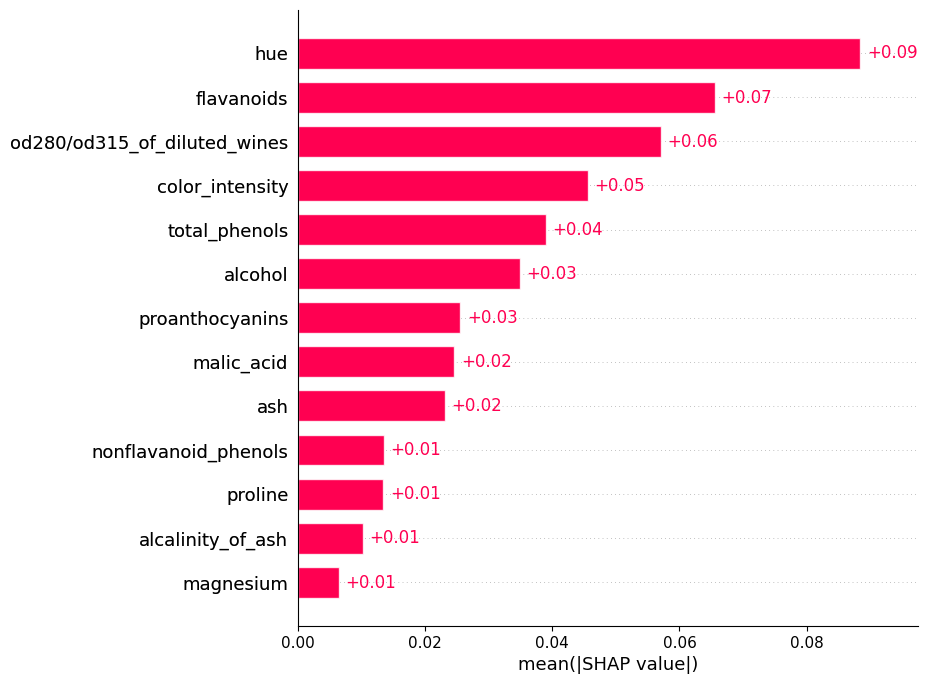 hue +0.09
flavanoids +0.07
od280/od315_of_diluted_wines +0.06
color_intensity +0.05
total_phenols +0.04
alcohol +0.03
proanthocyanins +0.03
malic_acid +0.02
ash +0.02
nonflavanoid_phenols +0.01
proline +0.01
alcalinity_of_ash +0.01
magnesium +0.01
0.00 0.02 0.04 0.06 0.08
mean(|SHAP value|)